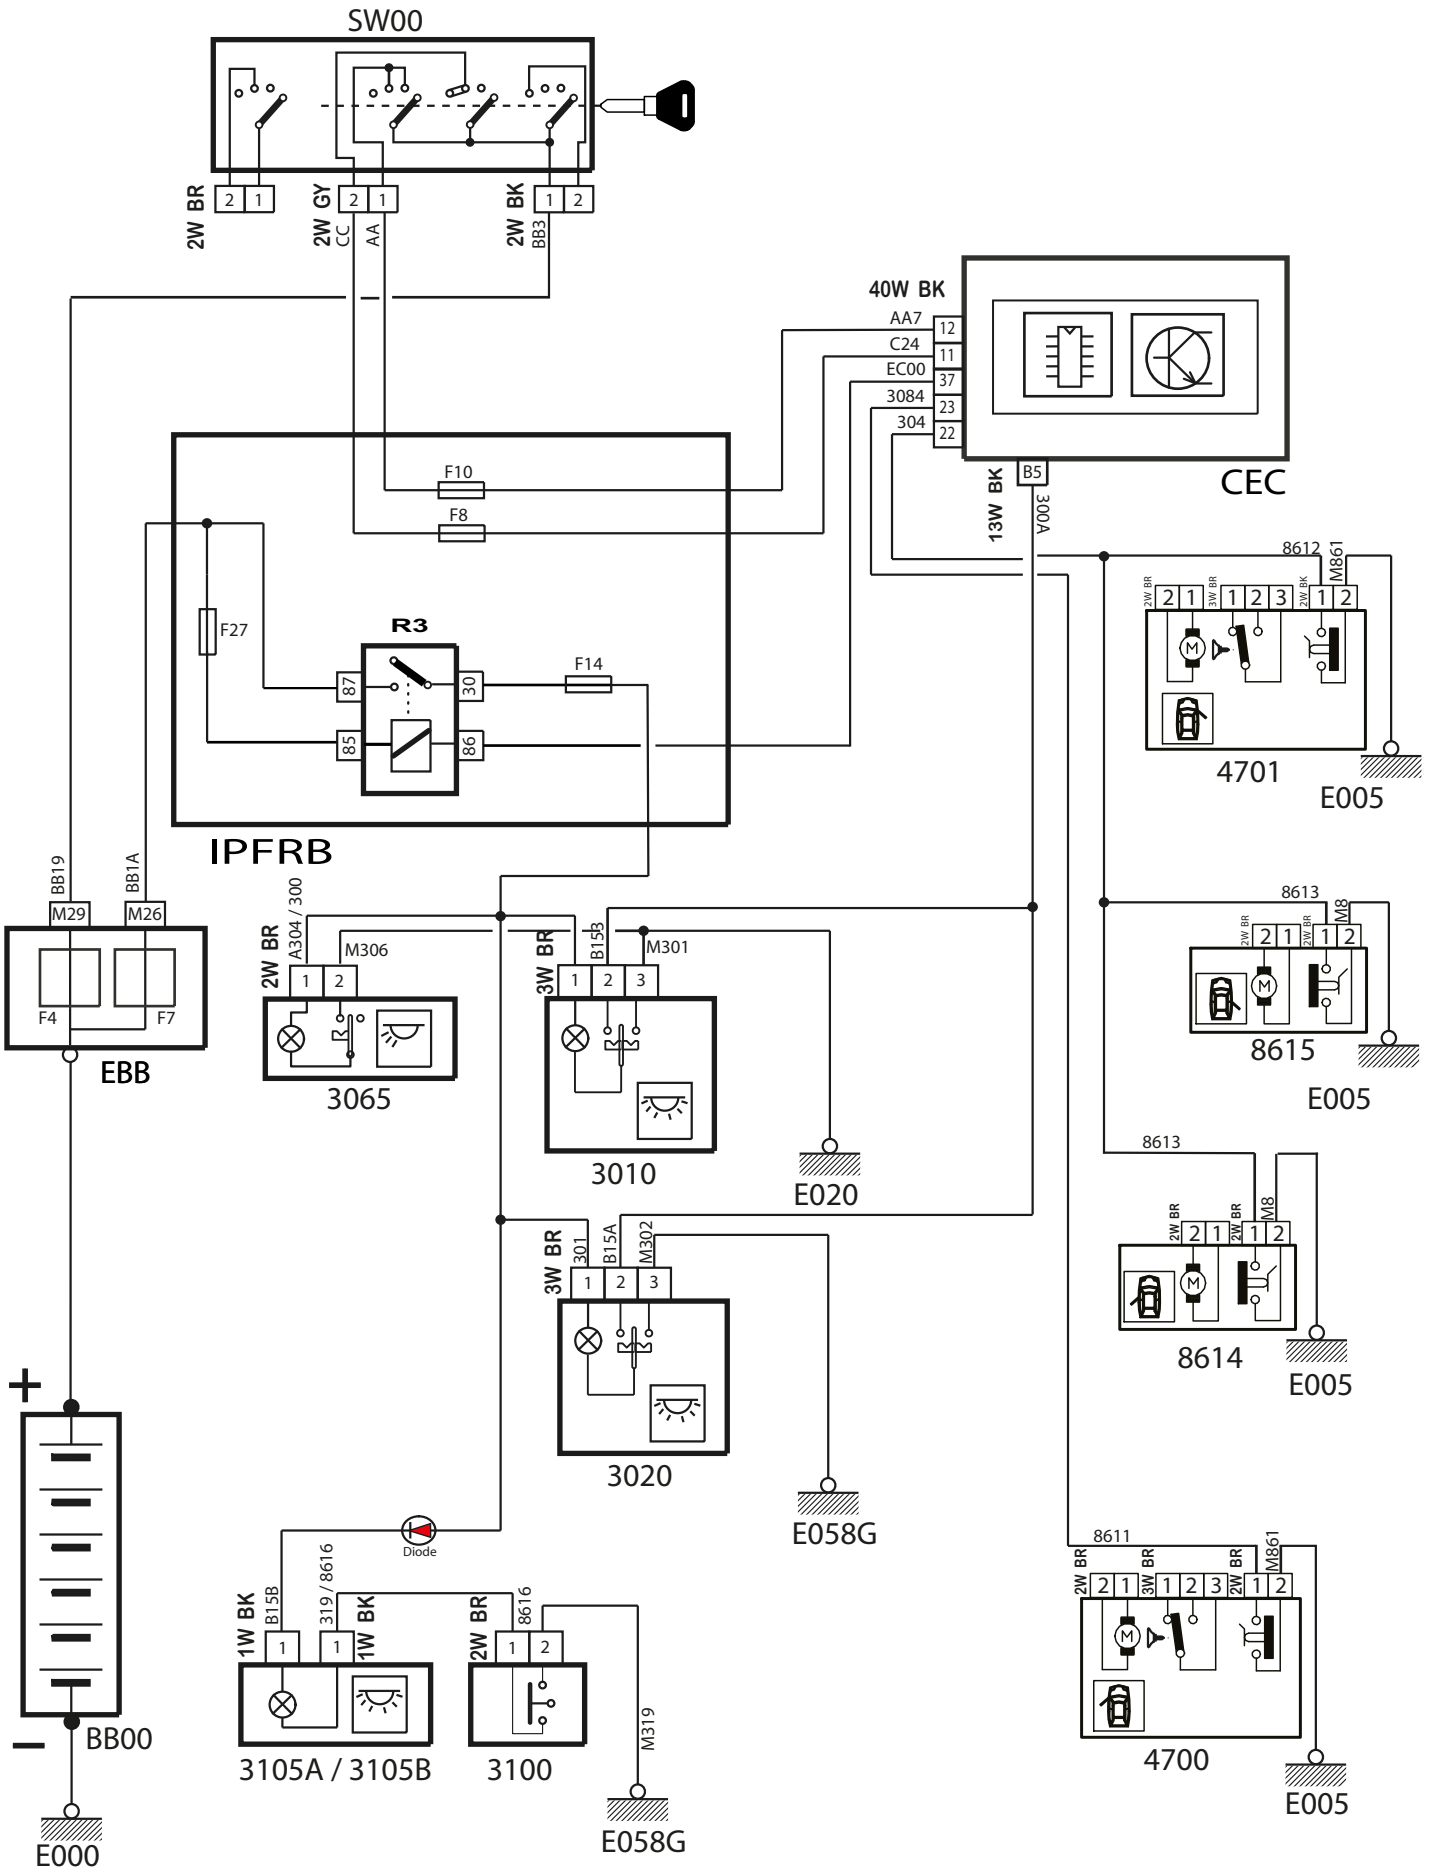 SW00
2 1
2W BR
2 1
2W GY
CC
AA
1 2
2W BK
BB3
40W BK
AA7 12
C24 11
EC00 37
3084 23
304 22
CEC
B5
13W BK
300A
F10
F8
F27
R3
87
30
85
86
F14
IPFRB
BB19
BB1A
M29
M26
F4
F7
EBB
8612
M861
2W BR
2 1
3W BR
1 2 3
2W BK
1 2
M
4701
E005
8613
M8
2W BR
2 1
2W BR
1 2
M
8615
E005
8613
M8
2W BR
2 1
2W BR
1 2
M
8614
E005
2W BR
A304 / 300
M306
1 2
3065
3W BR
B153
M301
1 2 3
3010
E020
3W BR
301
B15A
M302
1 2 3
3020
E058G
+
−
BB00
E000
Diode
1W BK
B15B
319 / 8616
1W BK
1
1
3105A / 3105B
2W BR
8616
1 2
3100
M319
E058G
8611
M861
2W BR
2 1
3W BR
1 2 3
2W BR
1 2
M
4700
E005